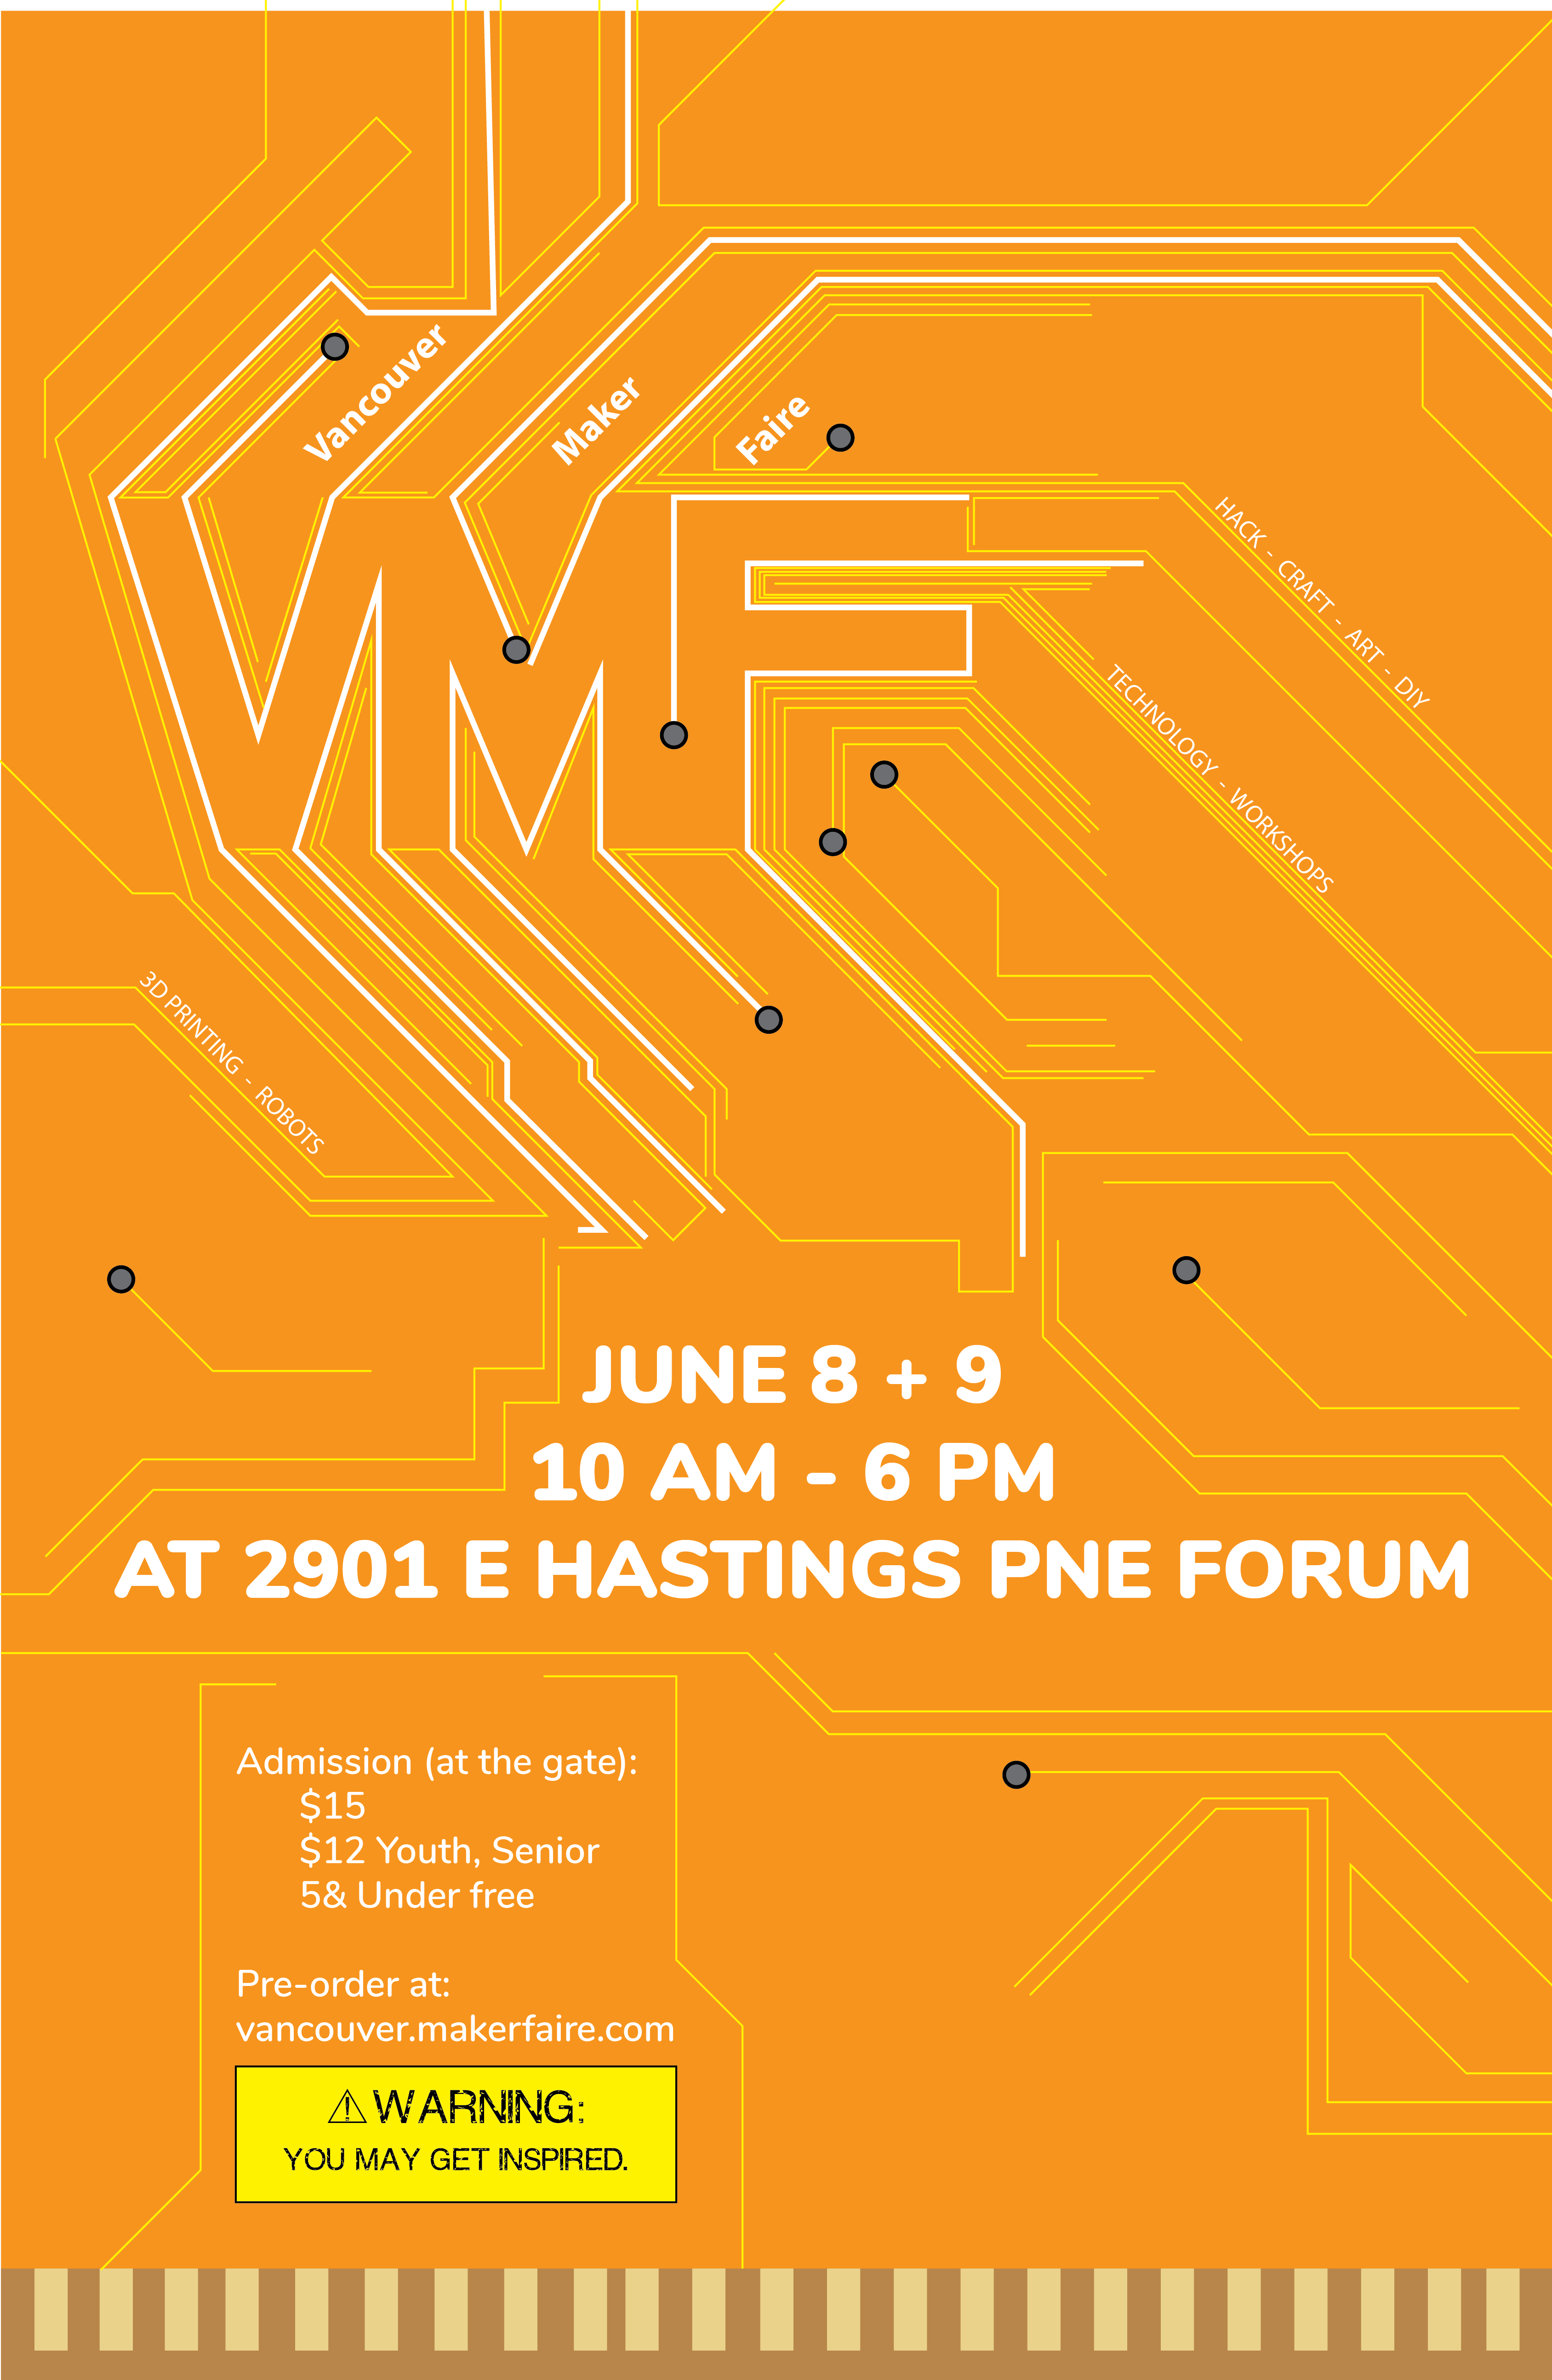 Vancouver
Maker
Faire
VMF
HACK - CRAFT - ART - DIY
TECHNOLOGY - WORKSHOPS
3D PRINTING - ROBOTS
JUNE 8 + 9
10 AM - 6 PM
AT 2901 E HASTINGS PNE FORUM
Admission (at the gate):
$15
$12 Youth, Senior
5& Under free
Pre-order at:
vancouver.makerfaire.com
⚠WARNING:
YOU MAY GET INSPIRED.